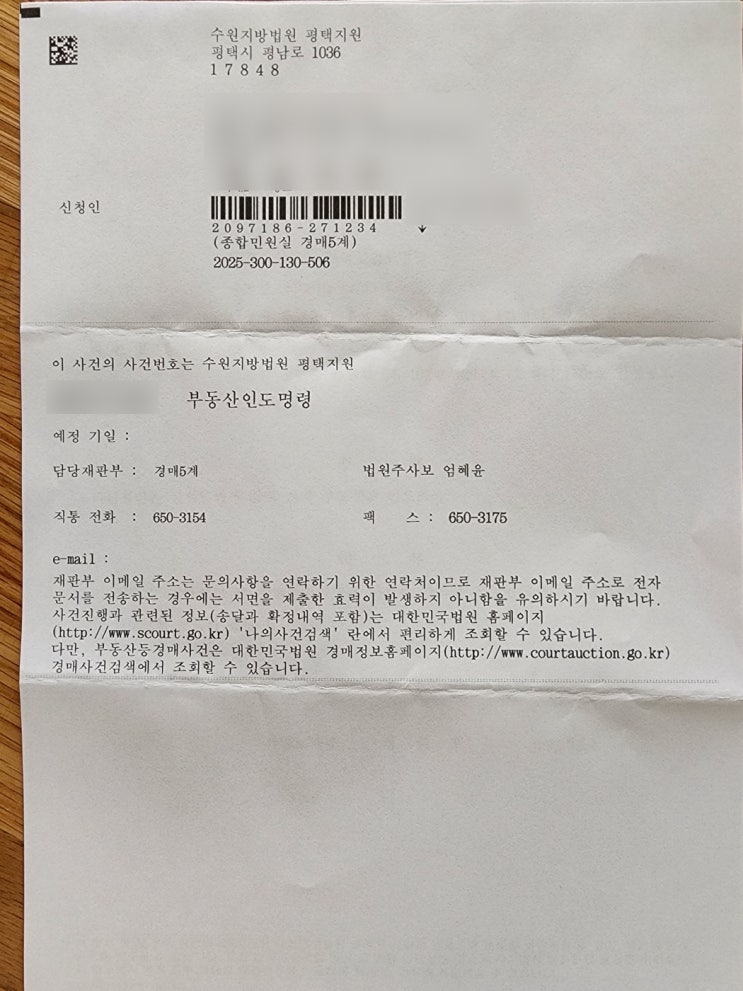 수원지방법원 평택지원
평택시 평남로 1036
17848
신청인
2097186-271234
(종합민원실 경매5계)
2025-300-130-506
이 사건의 사건번호는 수원지방법원 평택지원
부동산인도명령
예정 기일 :
담당재판부 : 경매5계 법원주사보 엄혜윤
직통 전화 : 650-3154 팩 스 : 650-3175
e-mail :
재판부 이메일 주소는 문의사항을 연락하기 위한 연락처이므로 재판부 이메일 주소로 전자
문서를 전송하는 경우에는 서면을 제출한 효력이 발생하지 아니함을 유의하시기 바랍니다.
사건진행과 관련된 정보(송달과 확정내역 포함)는 대한민국법원 홈페이지
(http://www.scourt.go.kr) '나의사건검색' 란에서 편리하게 조회할 수 있습니다.
다만, 부동산등경매사건은 대한민국법원 경매정보홈페이지(http://www.courtauction.go.kr)
경매사건검색에서 조회할 수 있습니다.